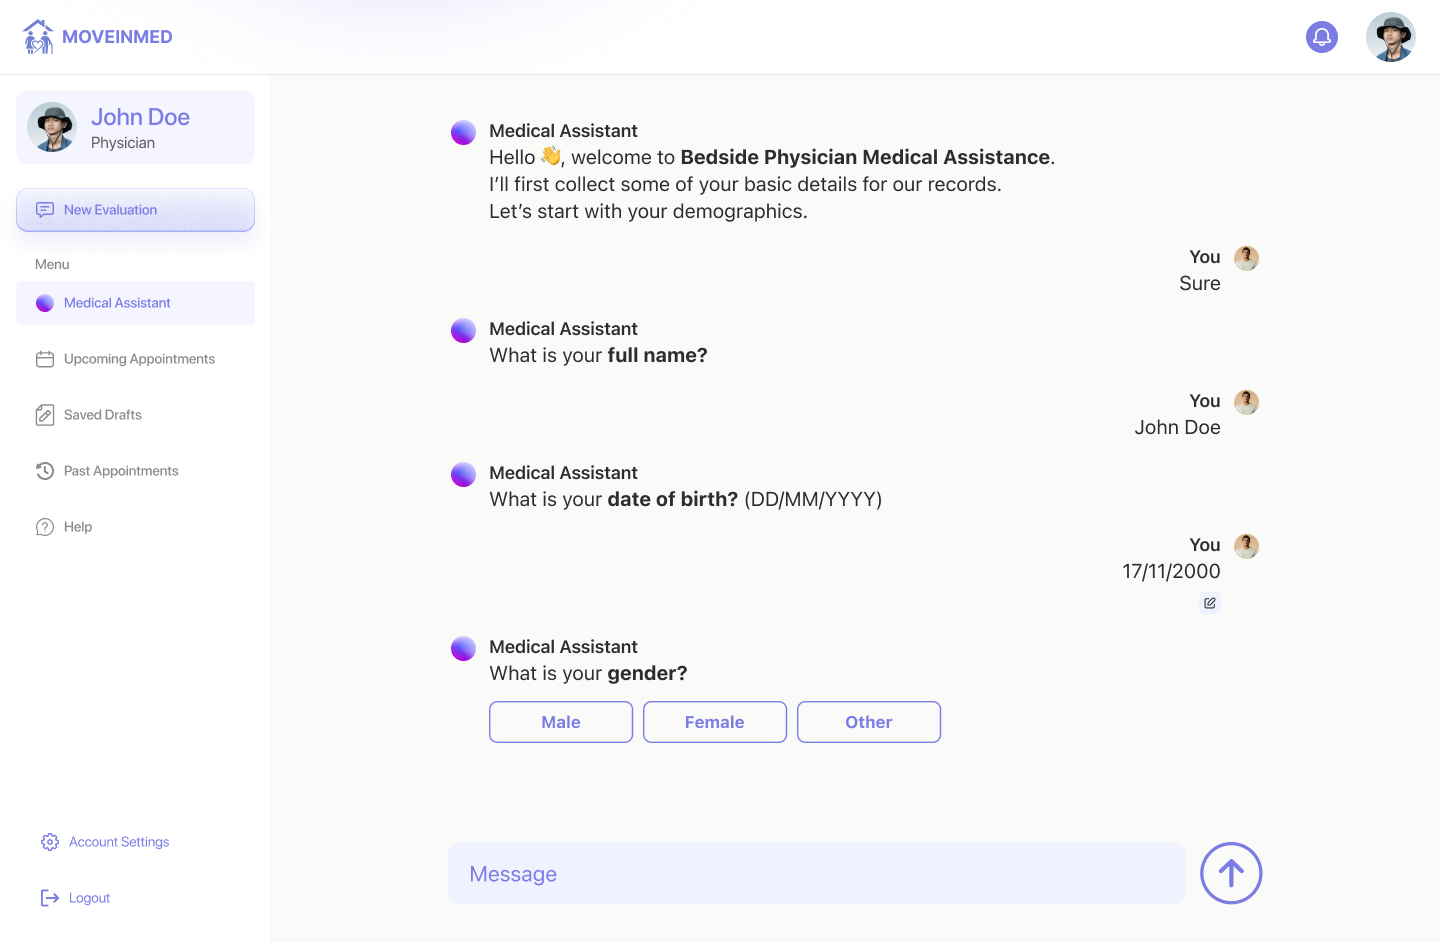 MOVEINMED
John Doe
Physician
New Evaluation
Menu
Medical Assistant
Upcoming Appointments
Saved Drafts
Past Appointments
Help
Account Settings
Logout
Medical Assistant
Hello 👋, welcome to Bedside Physician Medical Assistance.
I’ll first collect some of your basic details for our records.
Let’s start with your demographics.
You
Sure
Medical Assistant
What is your full name?
You
John Doe
Medical Assistant
What is your date of birth? (DD/MM/YYYY)
You
17/11/2000
Medical Assistant
What is your gender?
Male
Female
Other
Message